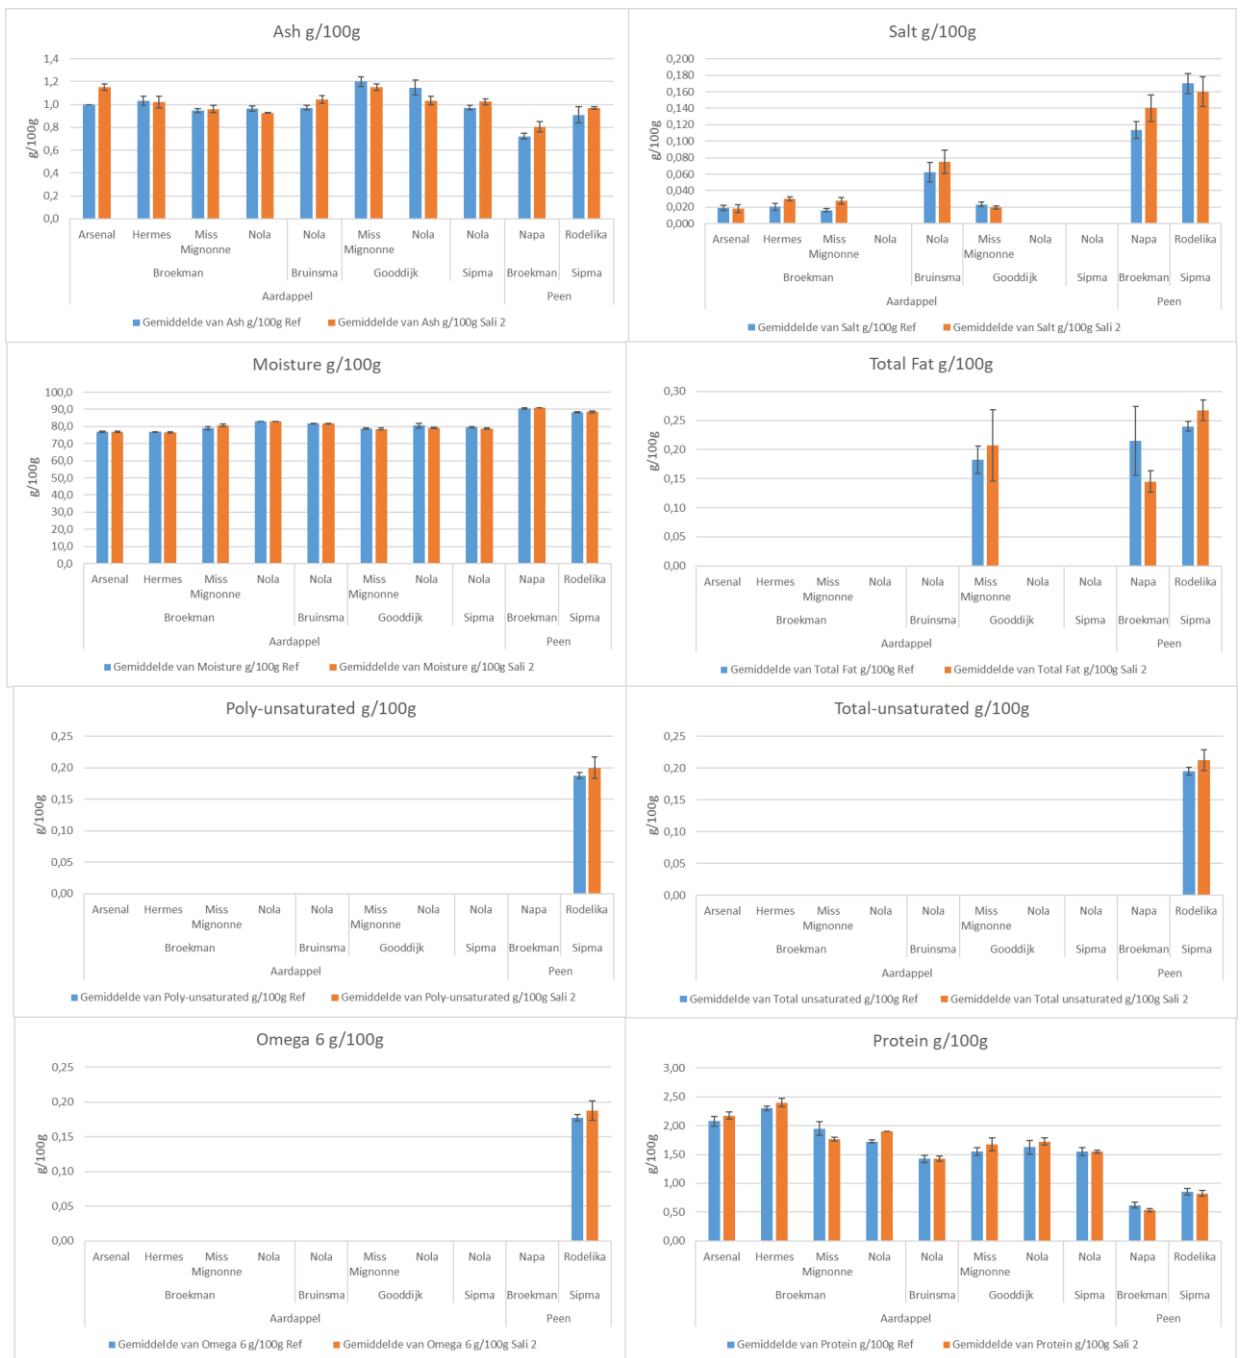 Ash g/100g
g/100g
1,4
1,2
1,0
0,8
0,6
0,4
0,2
0,0
Arsenal Hermes Miss Mignonne Nola Nola Miss Mignonne Nola Nola Napa Rodelika
Broekman Bruinsma Gooddijk Sipma Broekman Sipma
Aardappel Peen
Gemiddelde van Ash g/100g Ref Gemiddelde van Ash g/100g Sali 2
Salt g/100g
g/100g
0,200
0,180
0,160
0,140
0,120
0,100
0,080
0,060
0,040
0,020
0,000
Arsenal Hermes Miss Mignonne Nola Nola Miss Mignonne Nola Nola Napa Rodelika
Broekman Bruinsma Gooddijk Sipma Broekman Sipma
Aardappel Peen
Gemiddelde van Salt g/100g Ref Gemiddelde van Salt g/100g Sali 2
Moisture g/100g
g/100g
100,0
90,0
80,0
70,0
60,0
50,0
40,0
30,0
20,0
10,0
0,0
Arsenal Hermes Miss Mignonne Nola Nola Miss Mignonne Nola Nola Napa Rodelika
Broekman Bruinsma Gooddijk Sipma Broekman Sipma
Aardappel Peen
Gemiddelde van Moisture g/100g Ref Gemiddelde van Moisture g/100g Sali 2
Total Fat g/100g
g/100g
0,30
0,25
0,20
0,15
0,10
0,05
0,00
Arsenal Hermes Miss Mignonne Nola Nola Miss Mignonne Nola Nola Napa Rodelika
Broekman Bruinsma Gooddijk Sipma Broekman Sipma
Aardappel Peen
Gemiddelde van Total Fat g/100g Ref Gemiddelde van Total Fat g/100g Sali 2
Poly-unsaturated g/100g
g/100g
0,25
0,20
0,15
0,10
0,05
0,00
Arsenal Hermes Miss Mignonne Nola Nola Miss Mignonne Nola Nola Napa Rodelika
Broekman Bruinsma Gooddijk Sipma Broekman Sipma
Aardappel Peen
Gemiddelde van Poly-unsaturated g/100g Ref Gemiddelde van Poly-unsaturated g/100g Sali 2
Total-unsaturated g/100g
g/100g
0,25
0,20
0,15
0,10
0,05
0,00
Arsenal Hermes Miss Mignonne Nola Nola Miss Mignonne Nola Nola Napa Rodelika
Broekman Bruinsma Gooddijk Sipma Broekman Sipma
Aardappel Peen
Gemiddelde van Total unsaturated g/100g Ref Gemiddelde van Total unsaturated g/100g Sali 2
Omega 6 g/100g
g/100g
0,25
0,20
0,15
0,10
0,05
0,00
Arsenal Hermes Miss Mignonne Nola Nola Miss Mignonne Nola Nola Napa Rodelika
Broekman Bruinsma Gooddijk Sipma Broekman Sipma
Aardappel Peen
Gemiddelde van Omega 6 g/100g Ref Gemiddelde van Omega 6 g/100g Sali 2
Protein g/100g
g/100g
3,00
2,50
2,00
1,50
1,00
0,50
0,00
Arsenal Hermes Miss Mignonne Nola Nola Miss Mignonne Nola Nola Napa Rodelika
Broekman Bruinsma Gooddijk Sipma Broekman Sipma
Aardappel Peen
Gemiddelde van Protein g/100g Ref Gemiddelde van Protein g/100g Sali 2